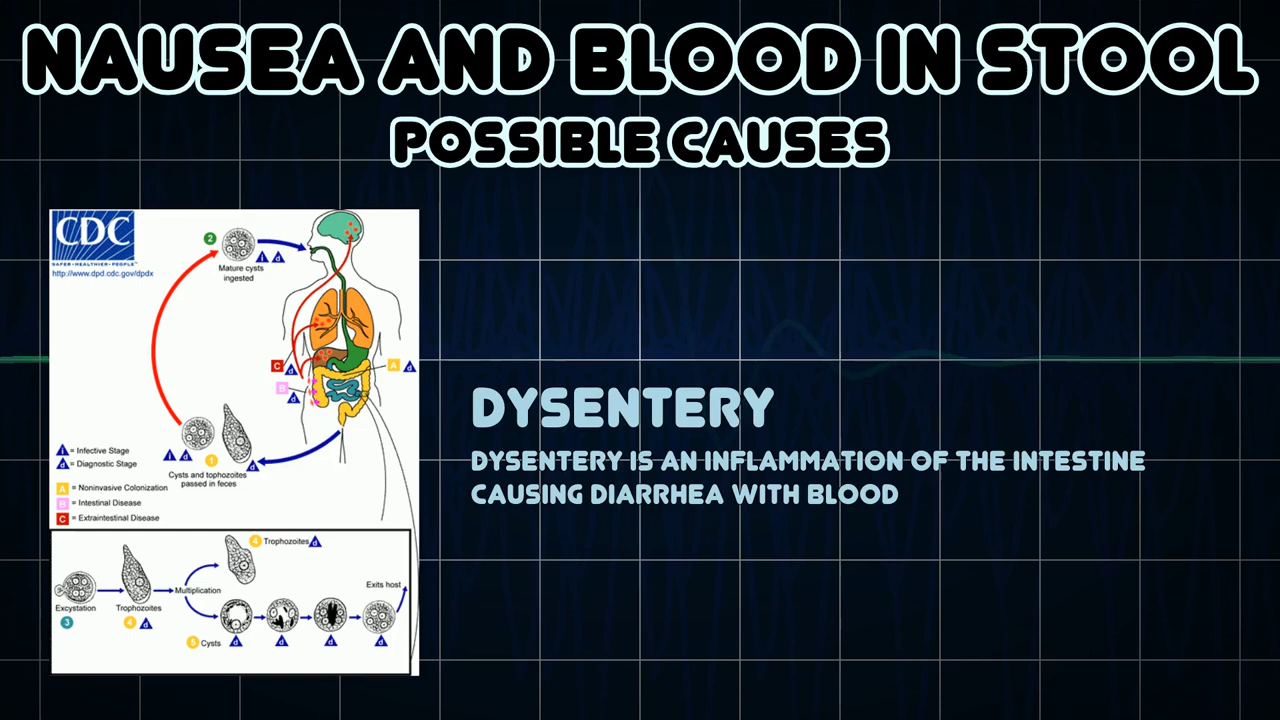 NAUSEA AND BLOOD IN STOOL
POSSIBLE CAUSES
CDC
SAFER • HEALTHIER • PEOPLE™
http://www.dpd.cdc.gov/dpdx
2
i d
Mature cysts
ingested
C d
A d
B d
i d
1
d
Cysts and tophozoites
passed in feces
i = Infective Stage
d = Diagnostic Stage
A = Noninvasive Colonization
B = Intestinal Disease
C = Extraintestinal Disease
4 Trophozoites d
Exits host
Multiplication
Excystation
Trophozoites
3
4 d
5 Cysts d d d d
DYSENTERY
DYSENTERY IS AN INFLAMMATION OF THE INTESTINE
CAUSING DIARRHEA WITH BLOOD